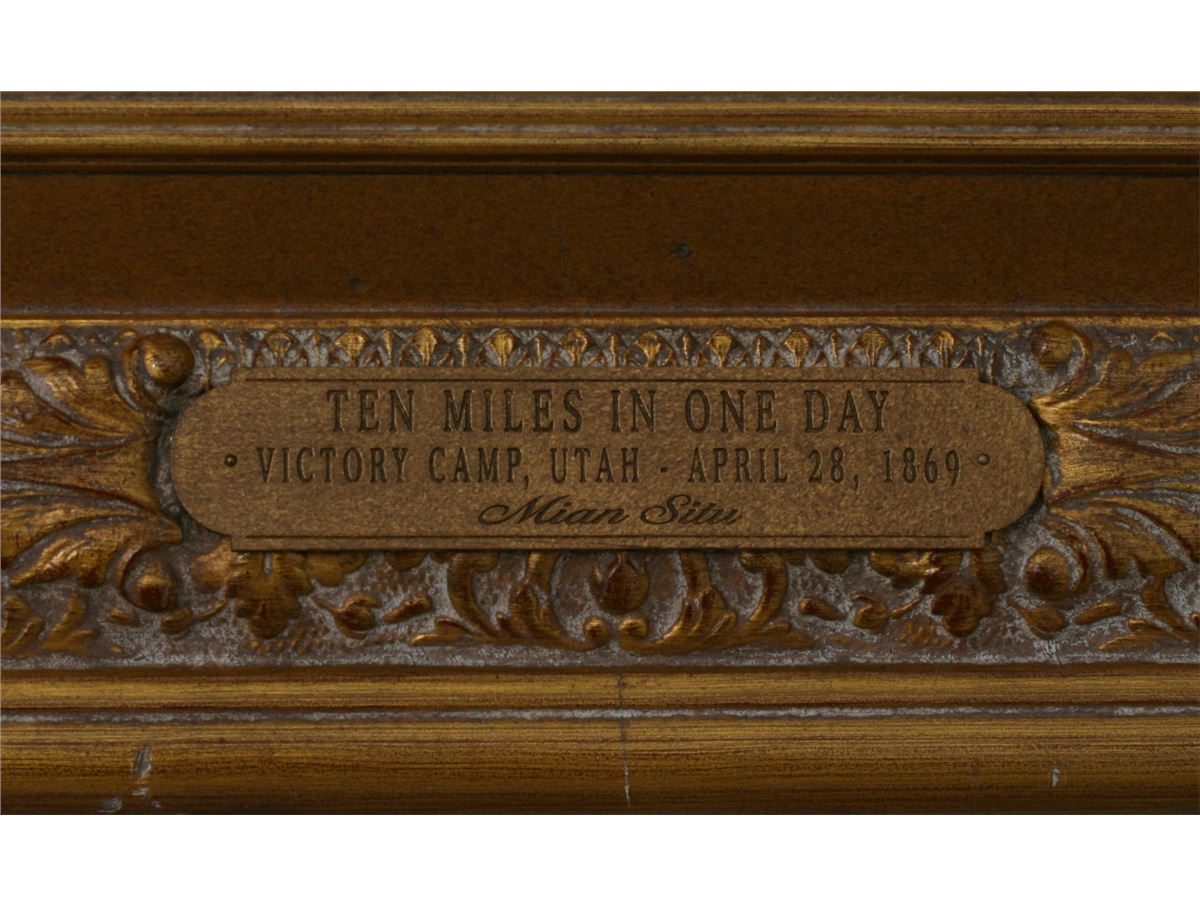 TEN MILES IN ONE DAY
VICTORY CAMP, UTAH - APRIL 28, 1869
Mian Situ